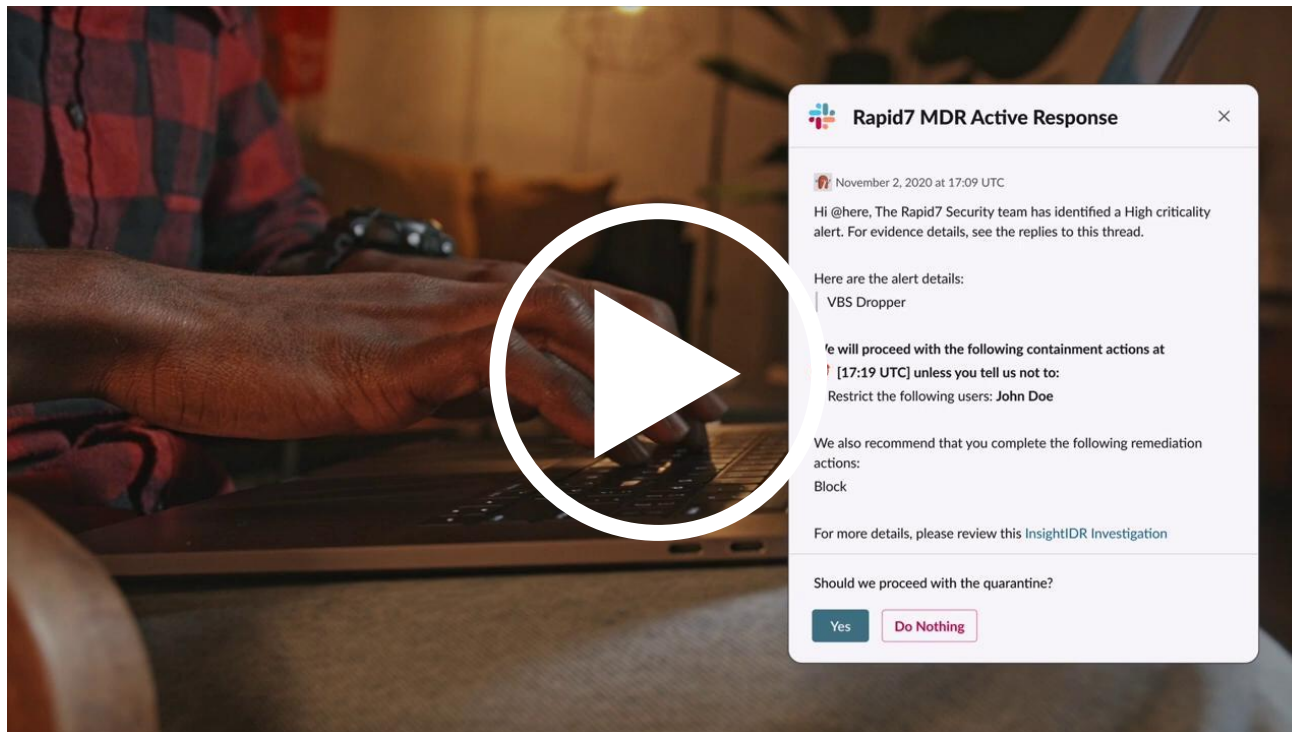 Rapid7 MDR Active Response
November 2, 2020 at 17:09 UTC
Hi @here, The Rapid7 Security team has identified a High criticality
alert. For evidence details, see the replies to this thread.
Here are the alert details:
VBS Dropper
will proceed with the following containment actions at
[17:19 UTC] unless you tell us not to:
Restrict the following users: John Doe
We also recommend that you complete the following remediation
actions:
Block
For more details, please review this InsightIDR Investigation
Should we proceed with the quarantine?
Yes
Do Nothing